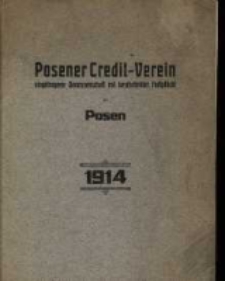 Posener Credit-Verein
eingetragene Genossenschaft mit beschränkter Haftpflicht
Posen
1914